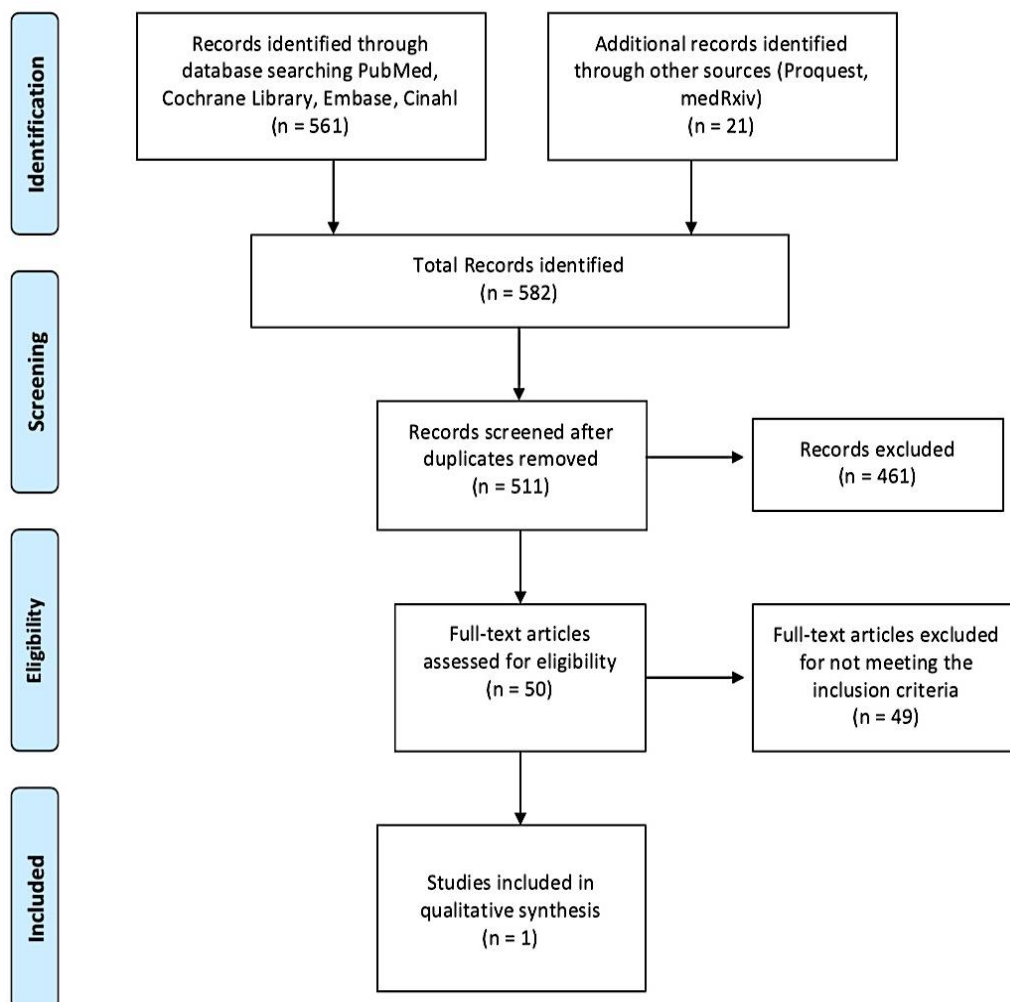 Identification
Records identified through
database searching PubMed,
Cochrane Library, Embase, Cinahl
(n = 561)
Additional records identified
through other sources (Proquest,
medRxiv)
(n = 21)
Total Records identified
(n = 582)
Screening
Records screened after
duplicates removed
(n = 511)
Records excluded
(n = 461)
Eligibility
Full-text articles
assessed for eligibility
(n = 50)
Full-text articles excluded
for not meeting the
inclusion criteria
(n = 49)
Included
Studies included in
qualitative synthesis
(n = 1)